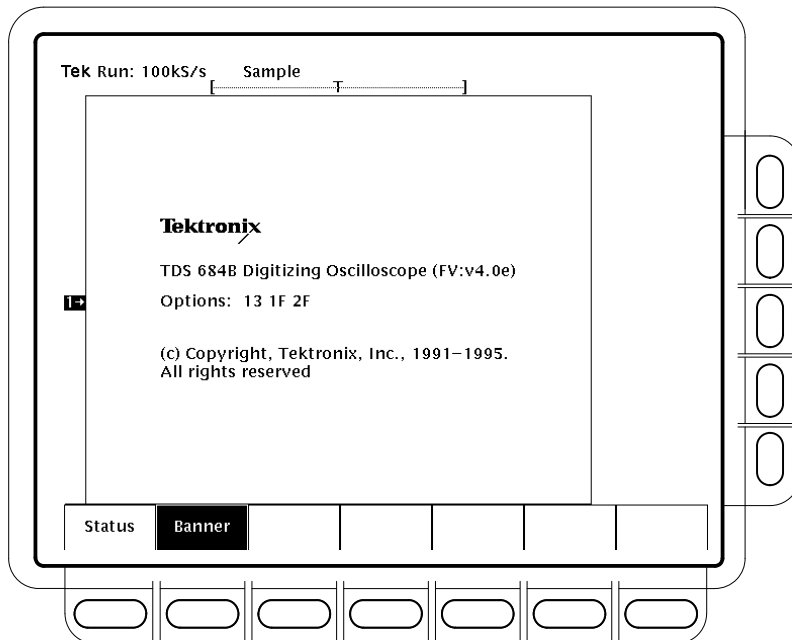 Tek Run: 100kS/s Sample
[ T ]
Tektronix
TDS 684B Digitizing Oscilloscope (FV:v4.0e)
1→
Options: 13 1F 2F
(c) Copyright, Tektronix, Inc., 1991–1995.
All rights reserved
Status Banner